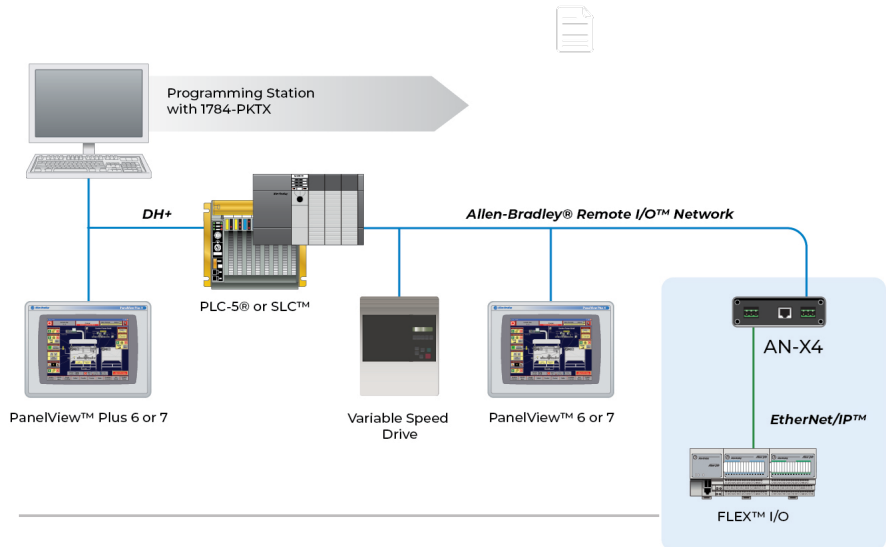 Programming Station
with 1784-PKTX
DH+
Allen-Bradley® Remote I/O™ Network
PLC-5® or SLC™
AN-X4
PanelView™ Plus 6 or 7
Variable Speed
Drive
PanelView™ 6 or 7
EtherNet/IP™
FLEX™ I/O